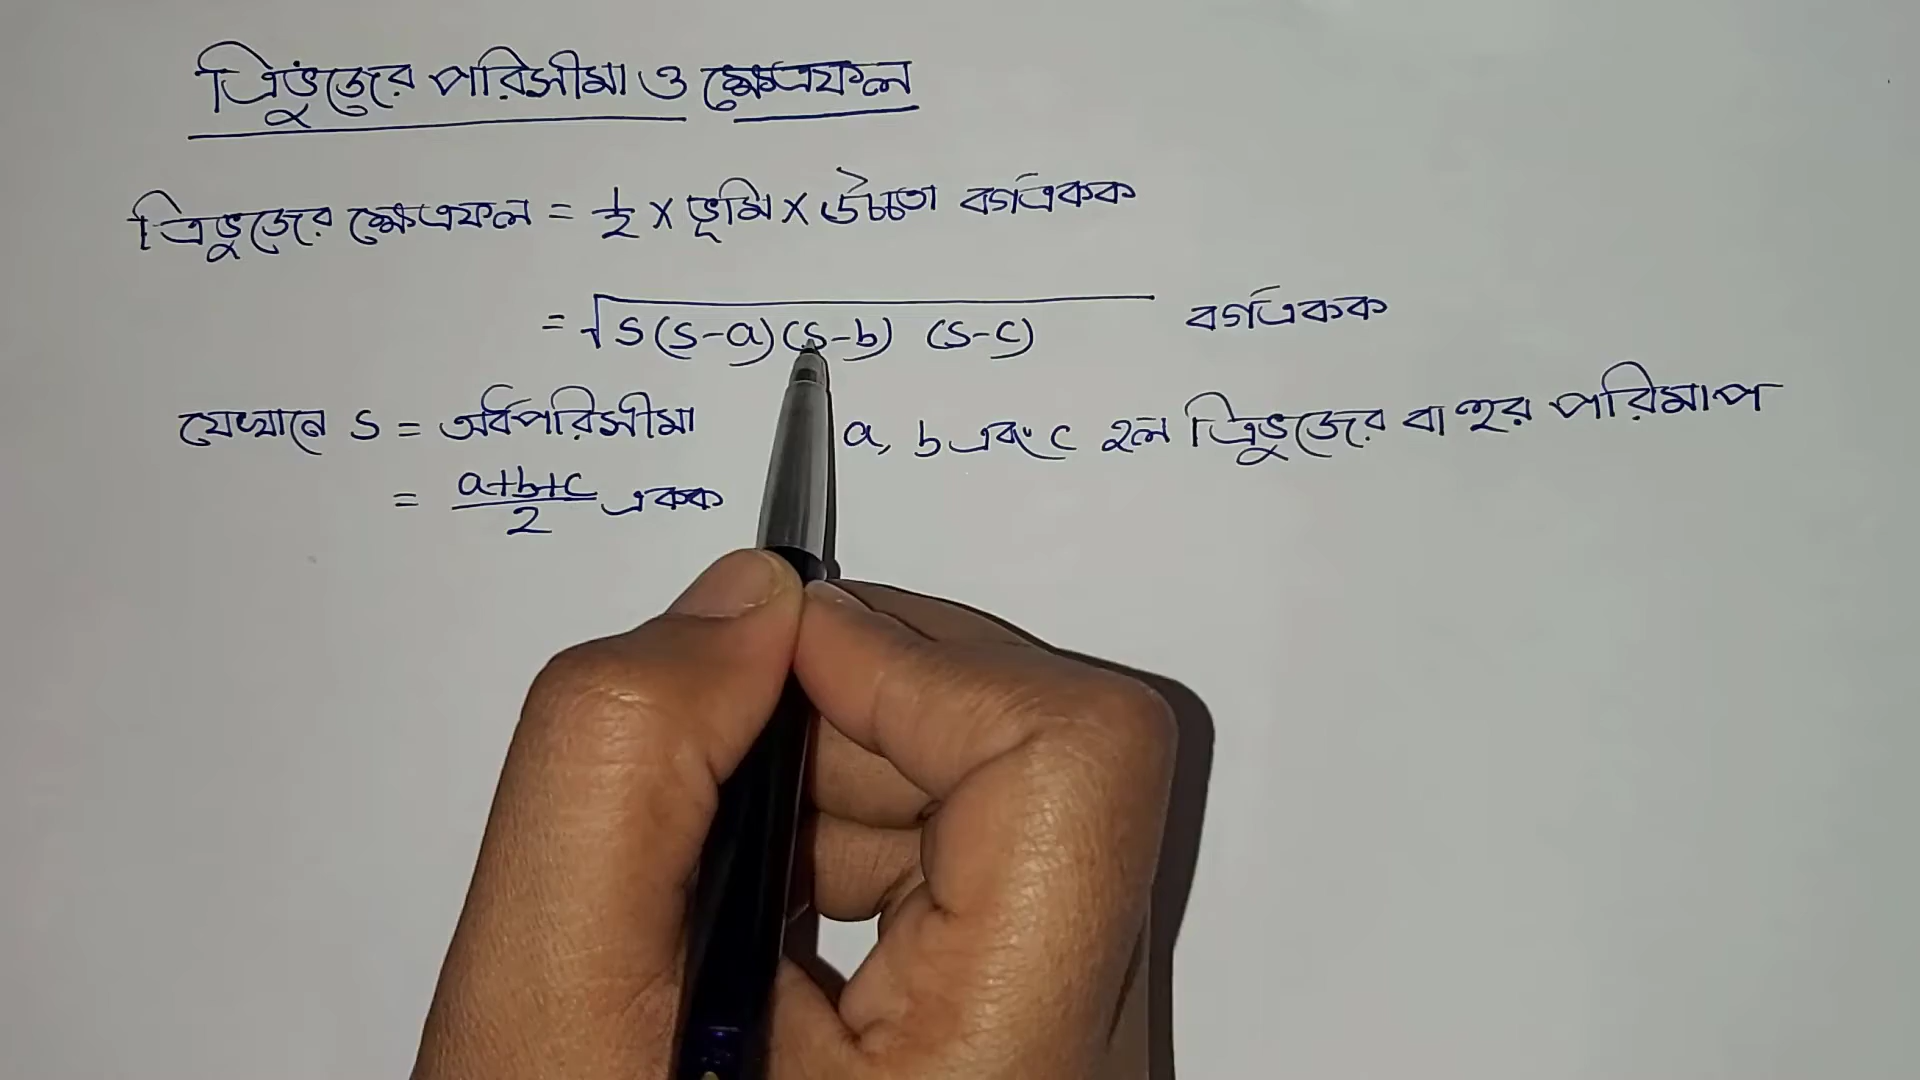 ত্রিভুজের পরিসীমা ও ক্ষেত্রফল
ত্রিভুজের ক্ষেত্রফল = 1/2 × ভূমি × উচ্চতা বর্গএকক
= √S(S-a)(S-b) (S-c) বর্গএকক
যেখানে S = অর্ধপরিসীমা a, b এবং c হল ত্রিভুজের বাহুর পরিমাপ
= (a+b+c)/2 একক